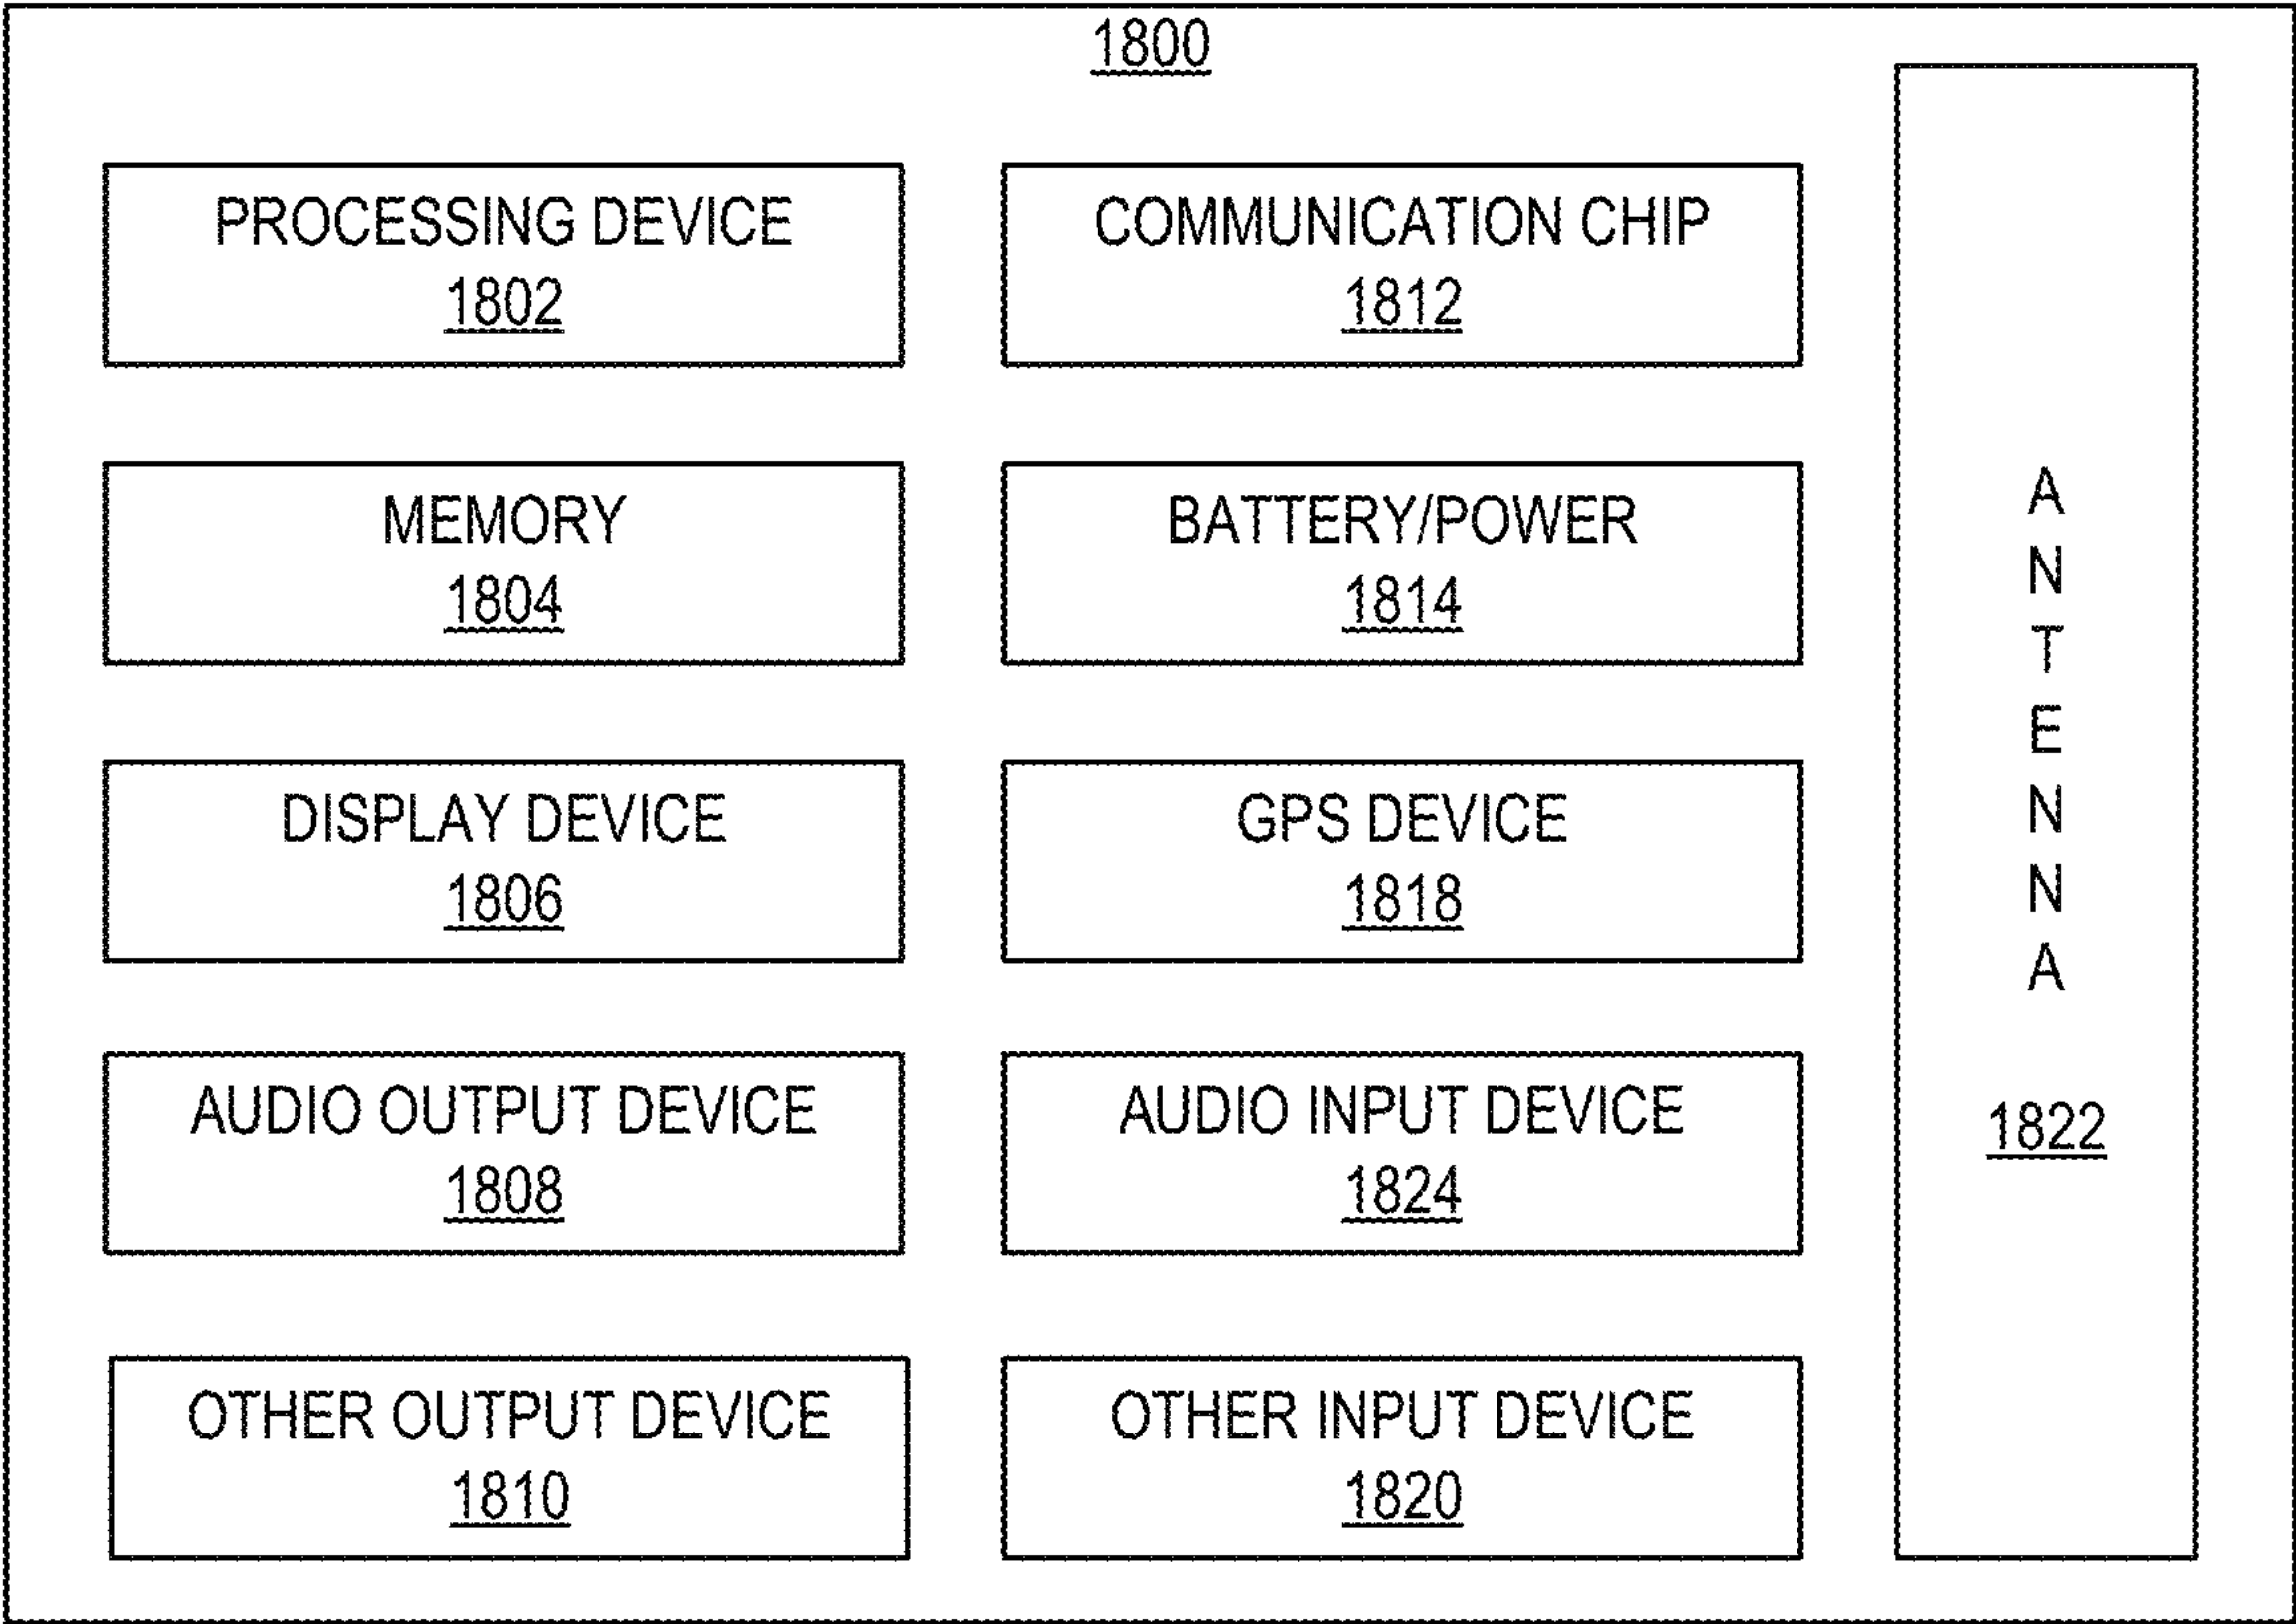 1800
PROCESSING DEVICE
1802
COMMUNICATION CHIP
1812
MEMORY
1804
BATTERY/POWER
1814
DISPLAY DEVICE
1806
GPS DEVICE
1818
AUDIO OUTPUT DEVICE
1808
AUDIO INPUT DEVICE
1824
OTHER OUTPUT DEVICE
1810
OTHER INPUT DEVICE
1820
ANTENNA
1822